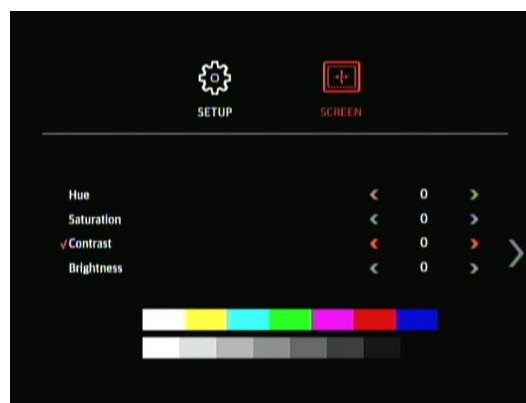 SETUP SCREEN
Hue 0
Saturation 0
Contrast 0
Brightness 0